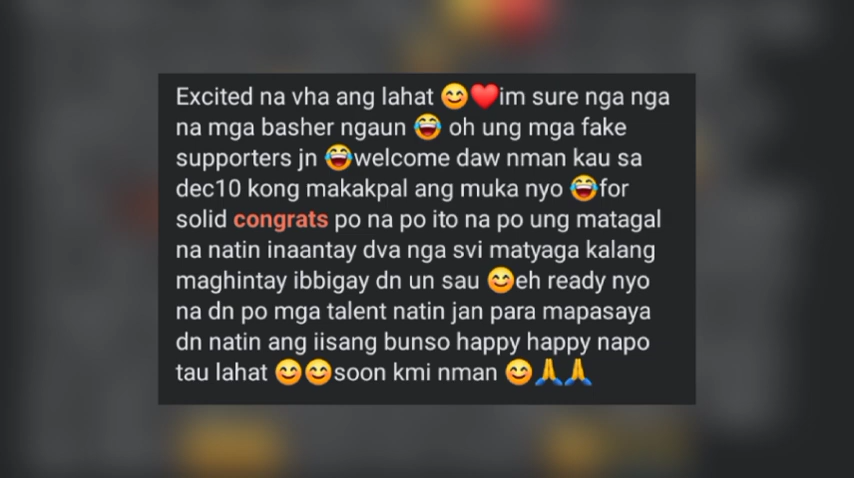 Excited na vha ang lahat 😊❤️im sure nga nga
na mga basher ngaun 😂 oh ung mga fake
supporters jn 😂welcome daw nman kau sa
dec10 kong makakpal ang muka nyo 😂for
solid congrats po na po ito na po ung matagal
na natin inaantay dva nga svi matyaga kalang
maghintay ibbigay dn un sau 😊eh ready nyo
na dn po mga talent natin jan para mapasaya
dn natin ang iisang bunso happy happy napo
tau lahat 😊😊soon kmi nman 😊🙏🙏